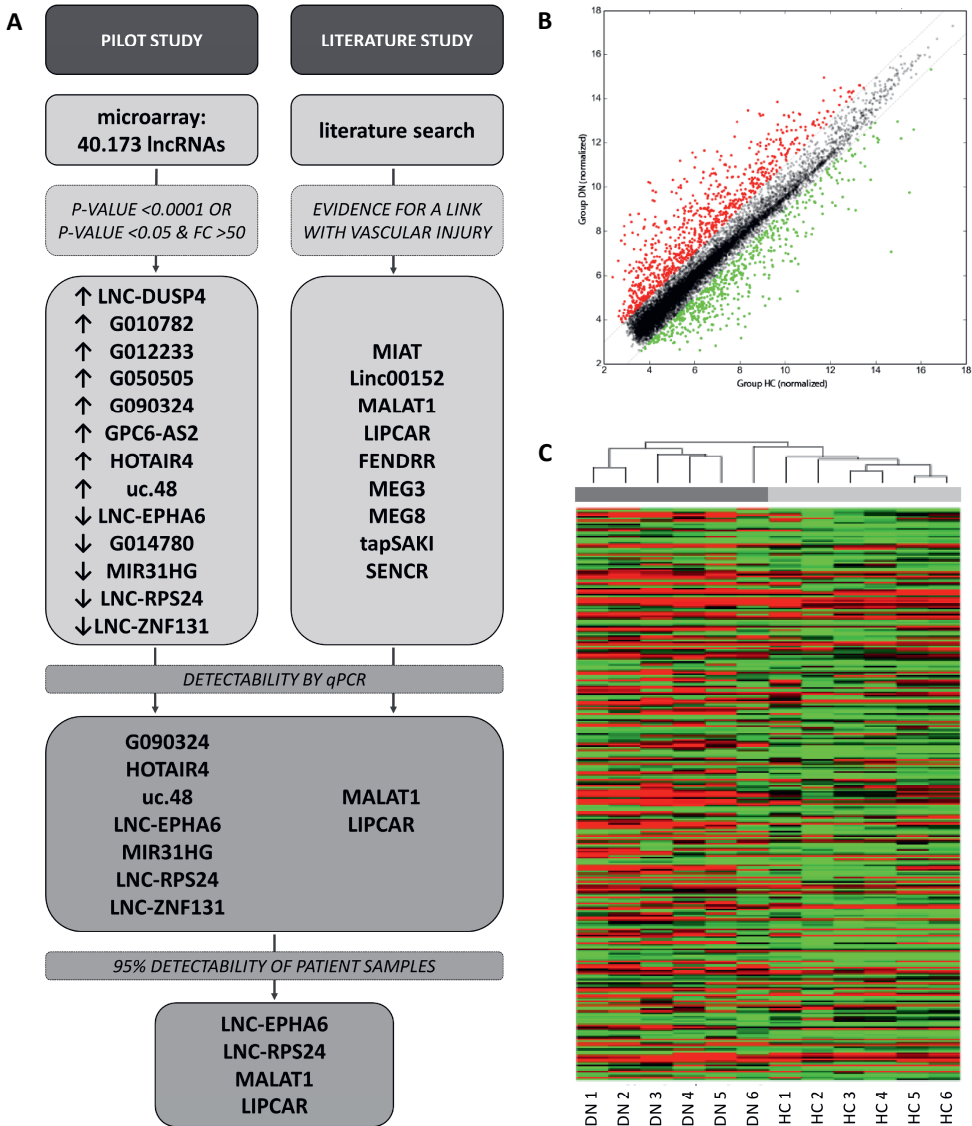 A
PILOT STUDY
LITERATURE STUDY
microarray:
40.173 lncRNAs
literature search
P-VALUE <0.0001 OR
P-VALUE <0.05 & FC >50
EVIDENCE FOR A LINK
WITH VASCULAR INJURY
↑ LNC-DUSP4
↑ G010782
↑ G012233
↑ G050505
↑ G090324
↑ GPC6-AS2
↑ HOTAIR4
↑ uc.48
↓ LNC-EPHA6
↓ G014780
↓ MIR31HG
↓ LNC-RPS24
↓ LNC-ZNF131
MIAT
Linc00152
MALAT1
LIPCAR
FENDRR
MEG3
MEG8
tapSAKI
SENCR
DETECTABILITY BY qPCR
G090324
HOTAIR4
uc.48
LNC-EPHA6
MIR31HG
LNC-RPS24
LNC-ZNF131
MALAT1
LIPCAR
95% DETECTABILITY OF PATIENT SAMPLES
LNC-EPHA6
LNC-RPS24
MALAT1
LIPCAR
B
Group DN (normalized)
18
16
14
12
10
8
6
4
2
2 4 6 8 10 12 14 16 18
Group HC (normalized)
C
DN 1
DN 2
DN 3
DN 4
DN 5
DN 6
HC 1
HC 2
HC 3
HC 4
HC 5
HC 6